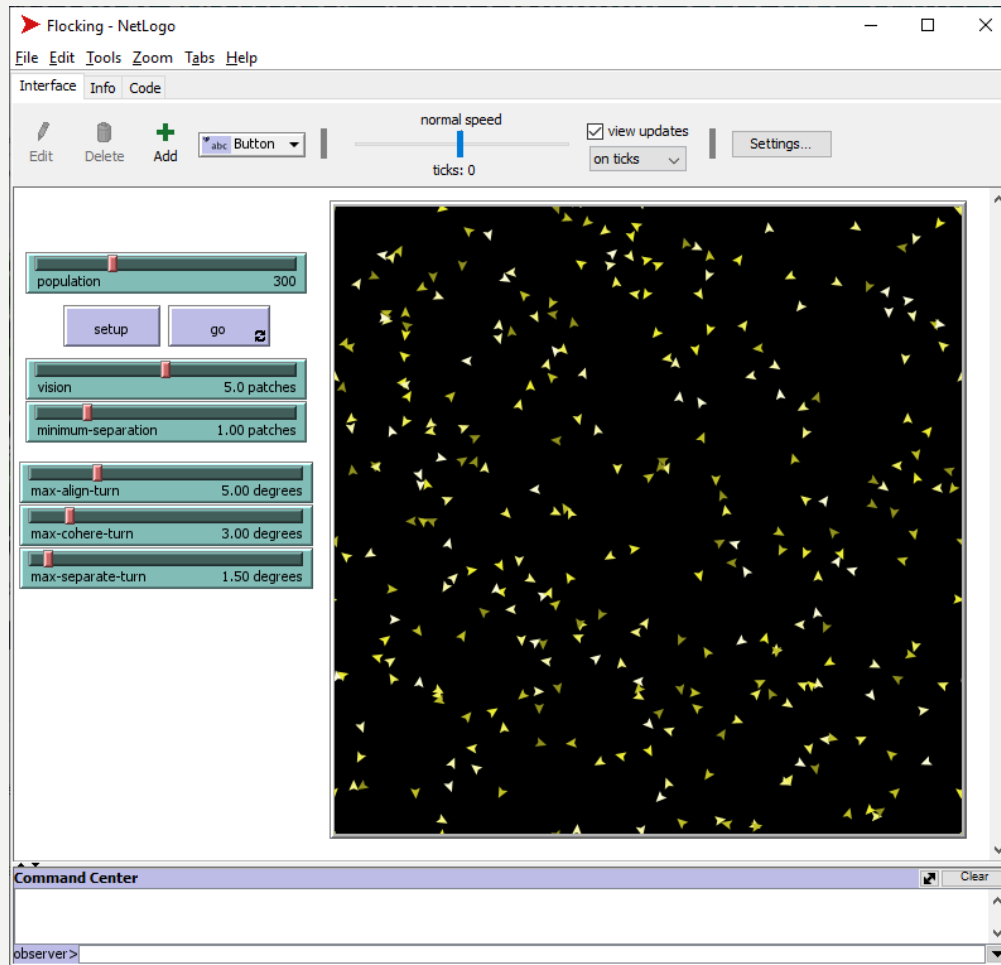 Flocking - NetLogo
File Edit Tools Zoom Tabs Help
Interface Info Code
Edit Delete Add abc Button normal speed ticks: 0 view updates on ticks Settings...
population 300
setup go
vision 5.0 patches
minimum-separation 1.00 patches
max-align-turn 5.00 degrees
max-cohere-turn 3.00 degrees
max-separate-turn 1.50 degrees
Command Center Clear
observer>